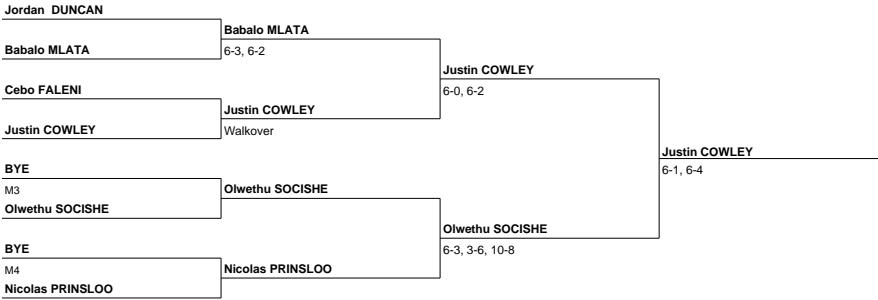 Jordan DUNCAN
Babalo MLATA
Babalo MLATA
6-3, 6-2
Justin COWLEY
6-0, 6-2
Cebo FALENI
Justin COWLEY
Justin COWLEY
Walkover
Justin COWLEY
6-1, 6-4
BYE
M3
Olwethu SOCISHE
Olwethu SOCISHE
Olwethu SOCISHE
6-3, 3-6, 10-8
BYE
M4
Nicolas PRINSLOO
Nicolas PRINSLOO